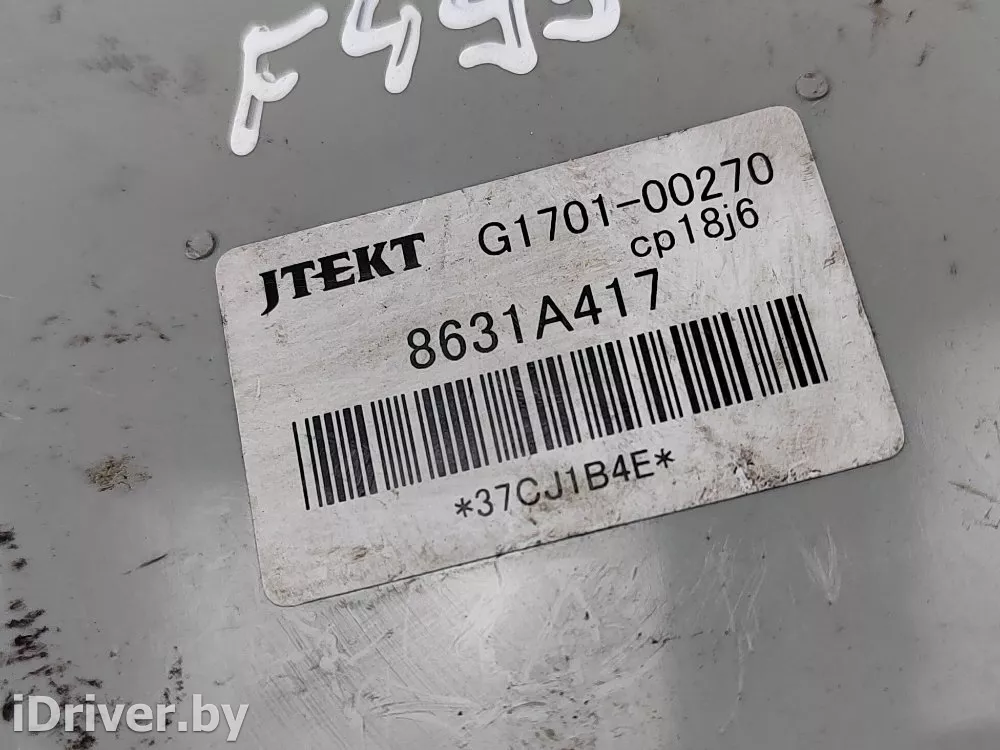 F495
JTEKT G1701-00270
cp18j6
8631A417
*37CJ1B4E*
iDriver.by